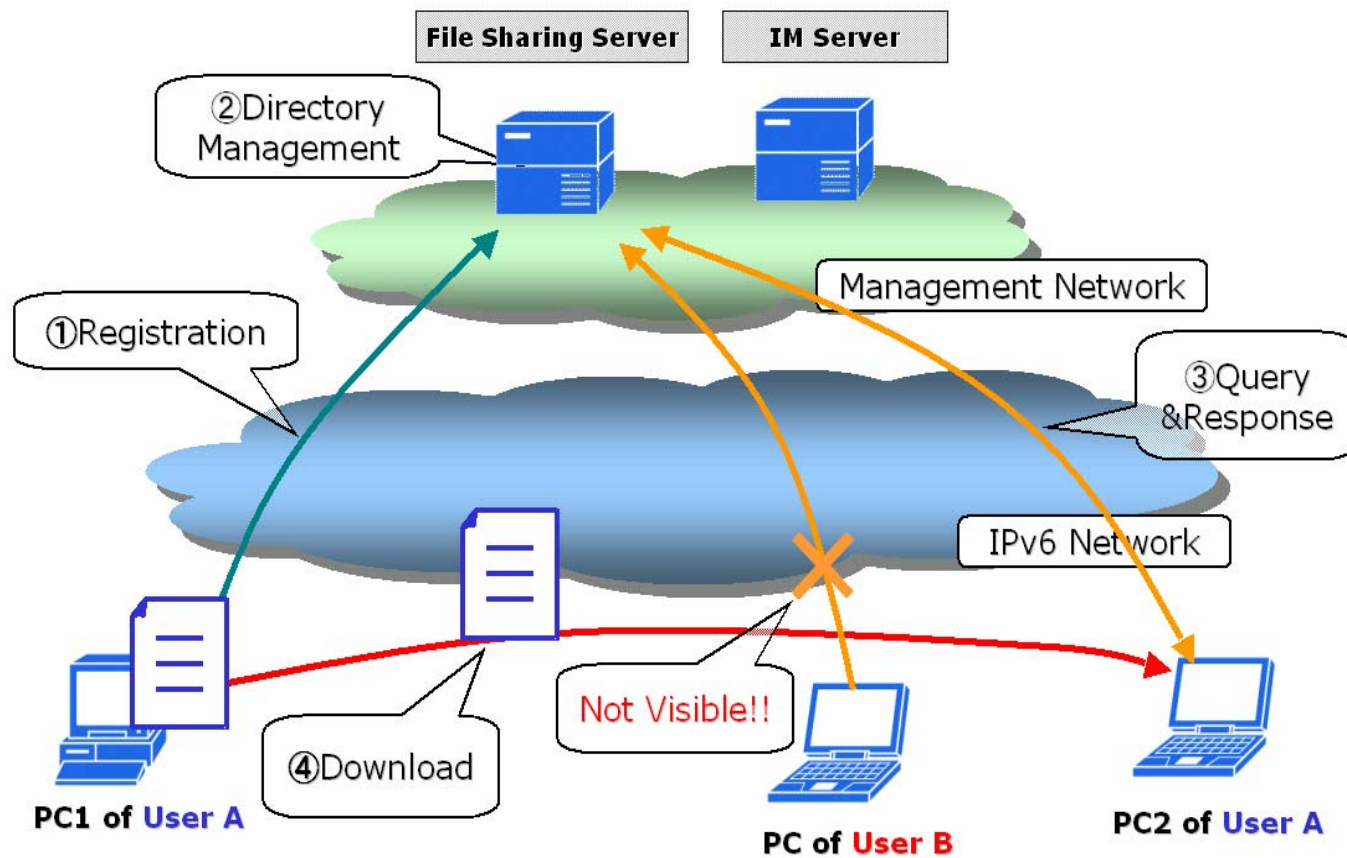 File Sharing Server
IM Server
②Directory
Management
Management Network
①Registration
③Query
&Response
IPv6 Network
Not Visible!!
④Download
PC1 of User A
PC of User B
PC2 of User A